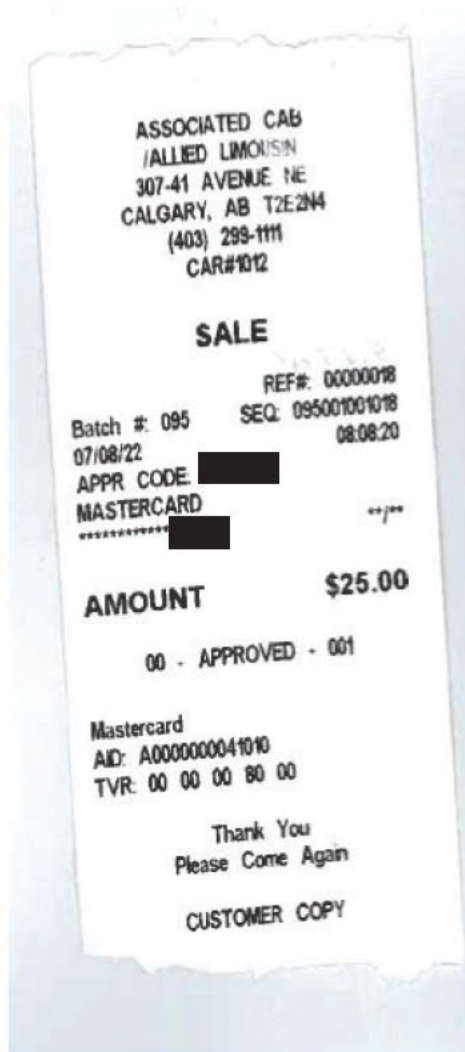 ASSOCIATED CAB
/ALLIED LIMOUSIN
307-41 AVENUE NE
CALGARY, AB T2E2N4
(403) 299-1111
CAR#1012
SALE
REF#: 00000018
Batch #: 095 SEQ: 095001001018
07/08/22 08:08:20
APPR CODE:
MASTERCARD
************ **/**
AMOUNT $25.00
00 - APPROVED - 001
Mastercard
AID: A0000000041010
TVR: 00 00 00 80 00
Thank You
Please Come Again
CUSTOMER COPY